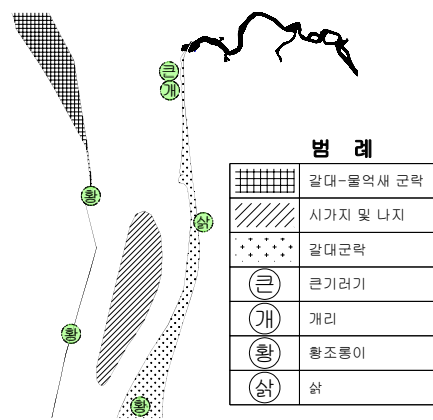 큰
개
황
삵
황
황
범 례
갈대-물억새 군락
시가지 및 나지
갈대군락
큰 큰기러기
개 개리
황 황조롱이
삵 삵